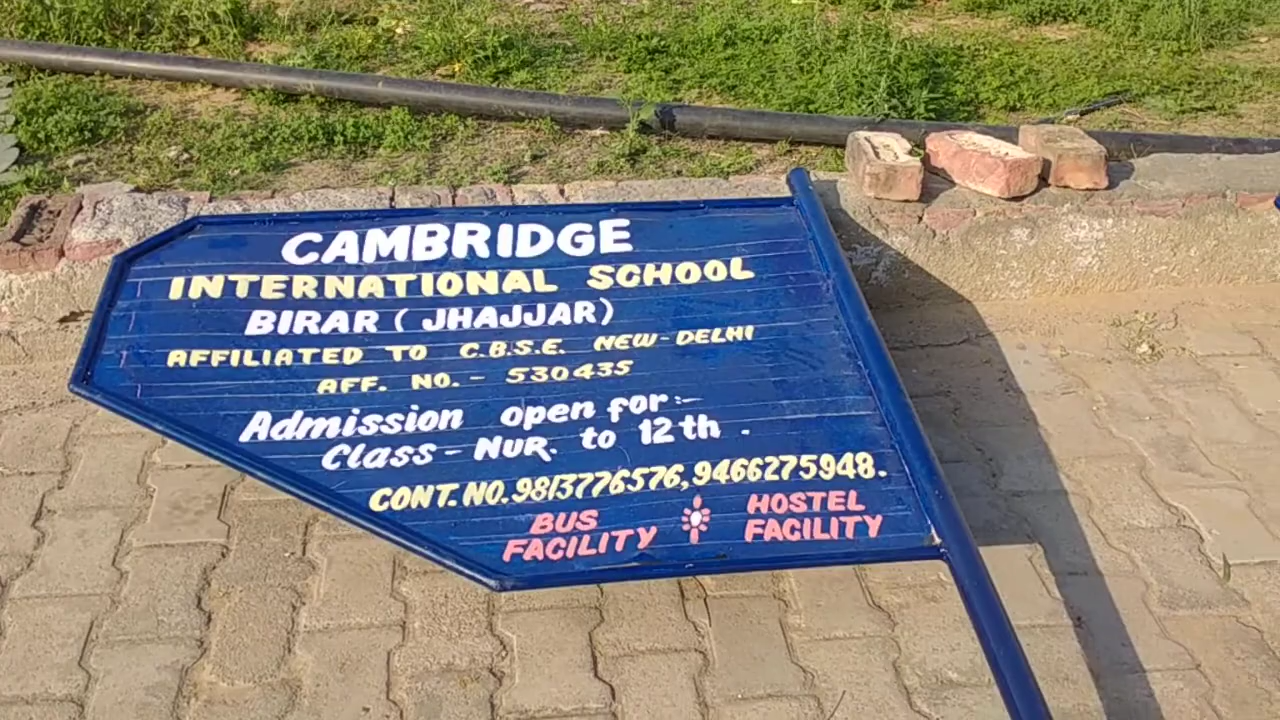 CAMBRIDGE
INTERNATIONAL SCHOOL
BIRAR (JHAJJAR)
AFFILIATED TO C.B.S.E. NEW-DELHI
AFF. NO.- 530435
Admission open for:-
Class-NUR. to 12th.
CONT.NO.9813776576,9466275948.
BUS FACILITY
HOSTEL FACILITY